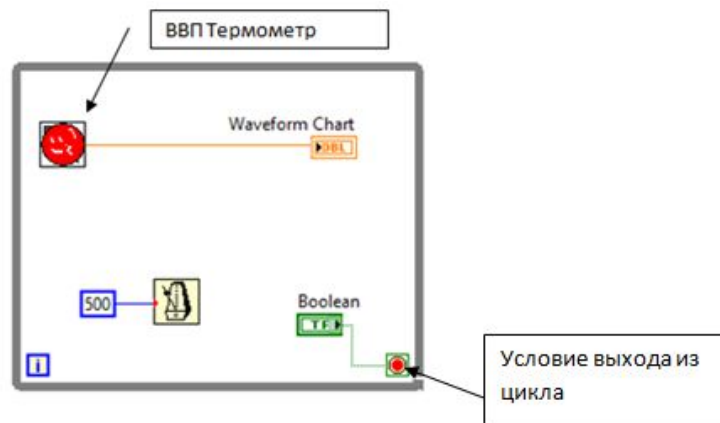 ВВП Термометр
Waveform Chart
DBL
500
Boolean
TF
i
Условие выхода из
цикла